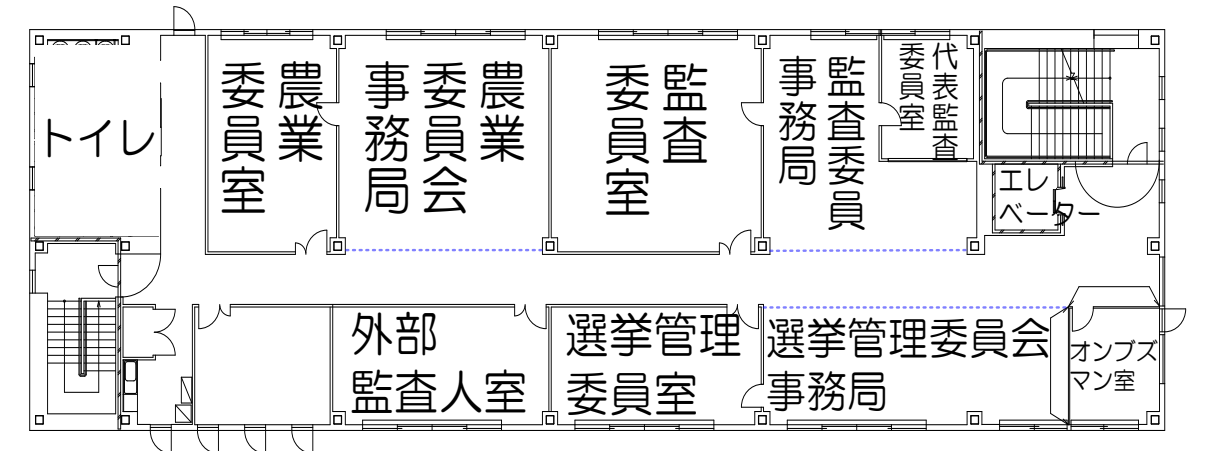 トイレ
農業
委員室
農業
委員会
事務局
監査
委員室
監査委員
事務局
代表監査
委員室
エレ
ベーター
外部
監査人室
選挙管理
委員室
選挙管理委員会
事務局
オンブズ
マン室